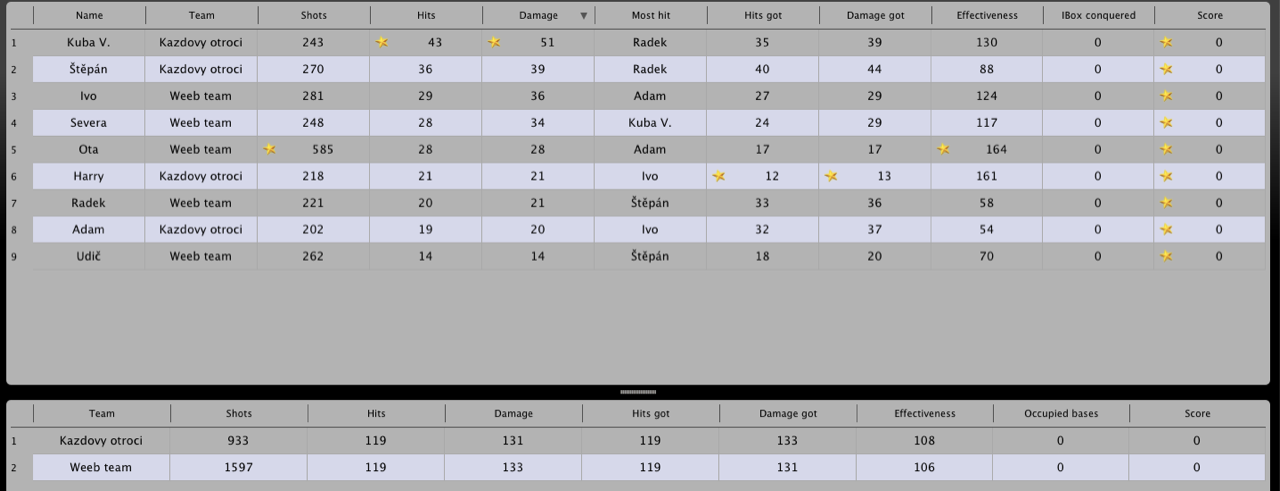 Name Team Shots Hits Damage ▼ Most hit Hits got Damage got Effectiveness IBox conquered Score
1 Kuba V. Kazdovy otroci 243 43 51 Radek 35 39 130 0 0
2 Štěpán Kazdovy otroci 270 36 39 Radek 40 44 88 0 0
3 Ivo Weeb team 281 29 36 Adam 27 29 124 0 0
4 Severa Weeb team 248 28 34 Kuba V. 24 29 117 0 0
5 Ota Weeb team 585 28 28 Adam 17 17 164 0 0
6 Harry Kazdovy otroci 218 21 21 Ivo 12 13 161 0 0
7 Radek Weeb team 221 20 21 Štěpán 33 36 58 0 0
8 Adam Kazdovy otroci 202 19 20 Ivo 32 37 54 0 0
9 Udič Weeb team 262 14 14 Štěpán 18 20 70 0 0
Team Shots Hits Damage Hits got Damage got Effectiveness Occupied bases Score
1 Kazdovy otroci 933 119 131 119 133 108 0 0
2 Weeb team 1597 119 133 119 131 106 0 0